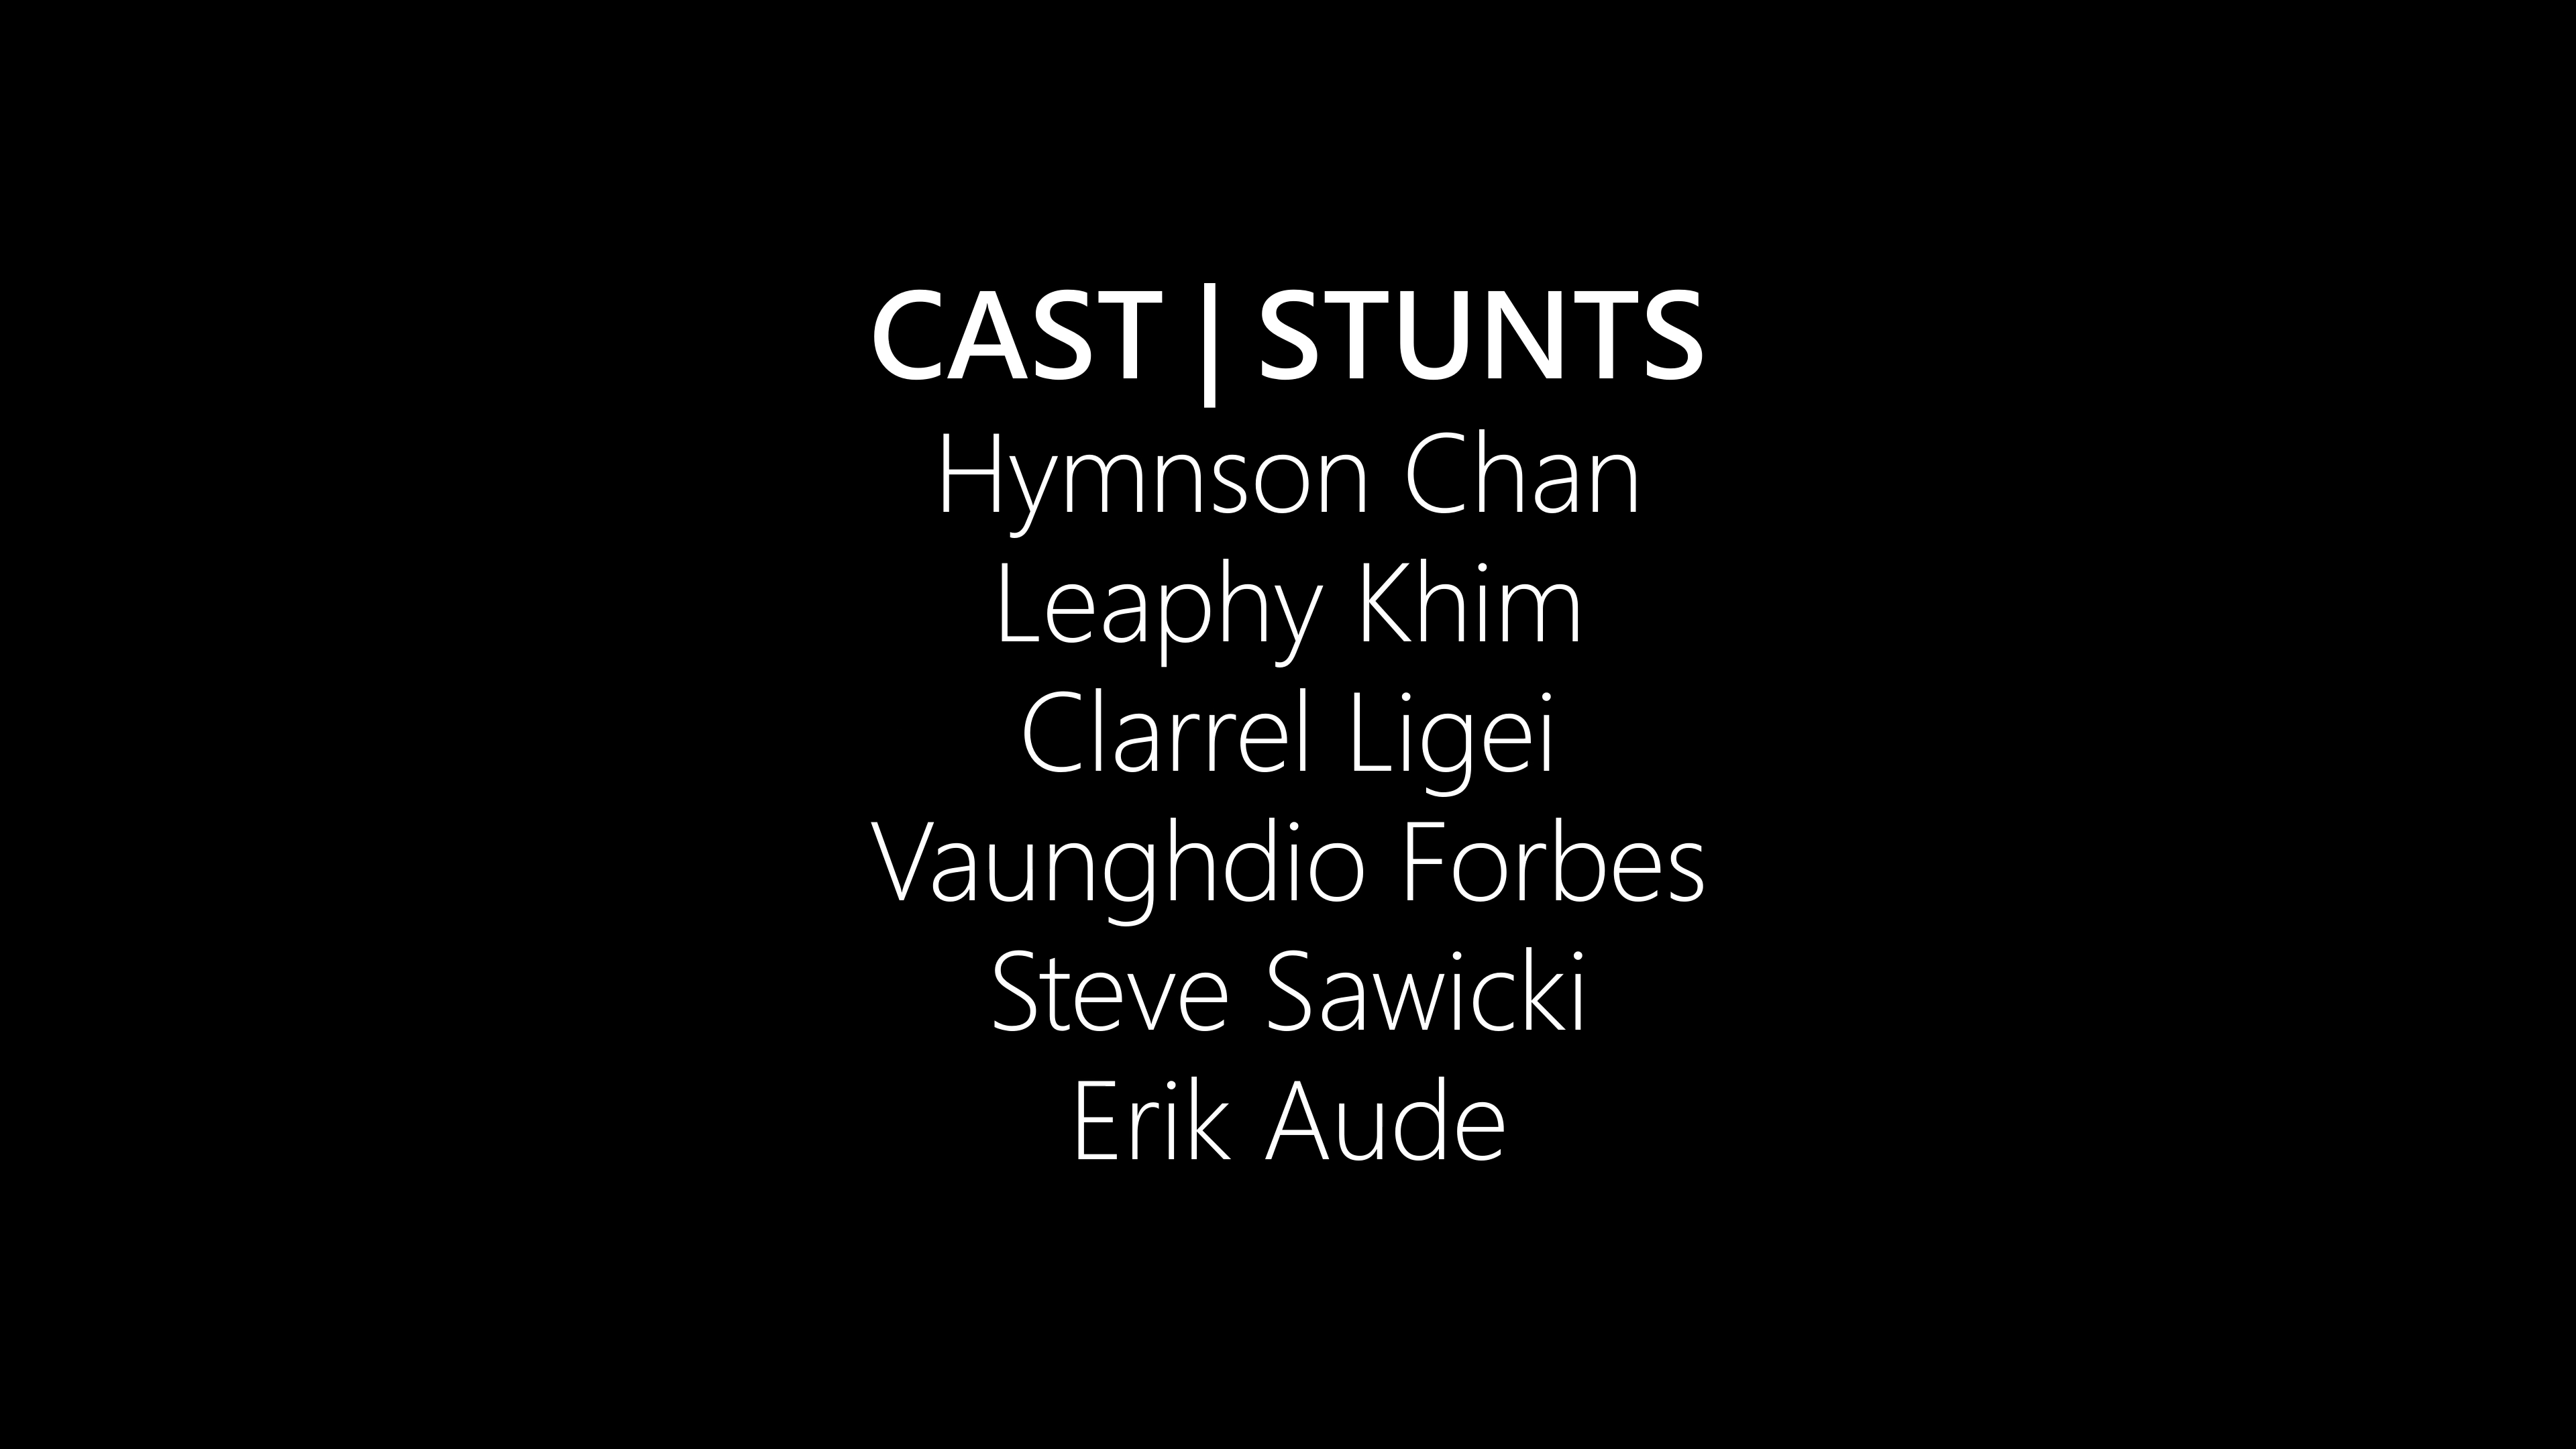 CAST | STUNTS
Hymnson Chan
Leaphy Khim
Clarrel Ligei
Vaunghdio Forbes
Steve Sawicki
Erik Aude